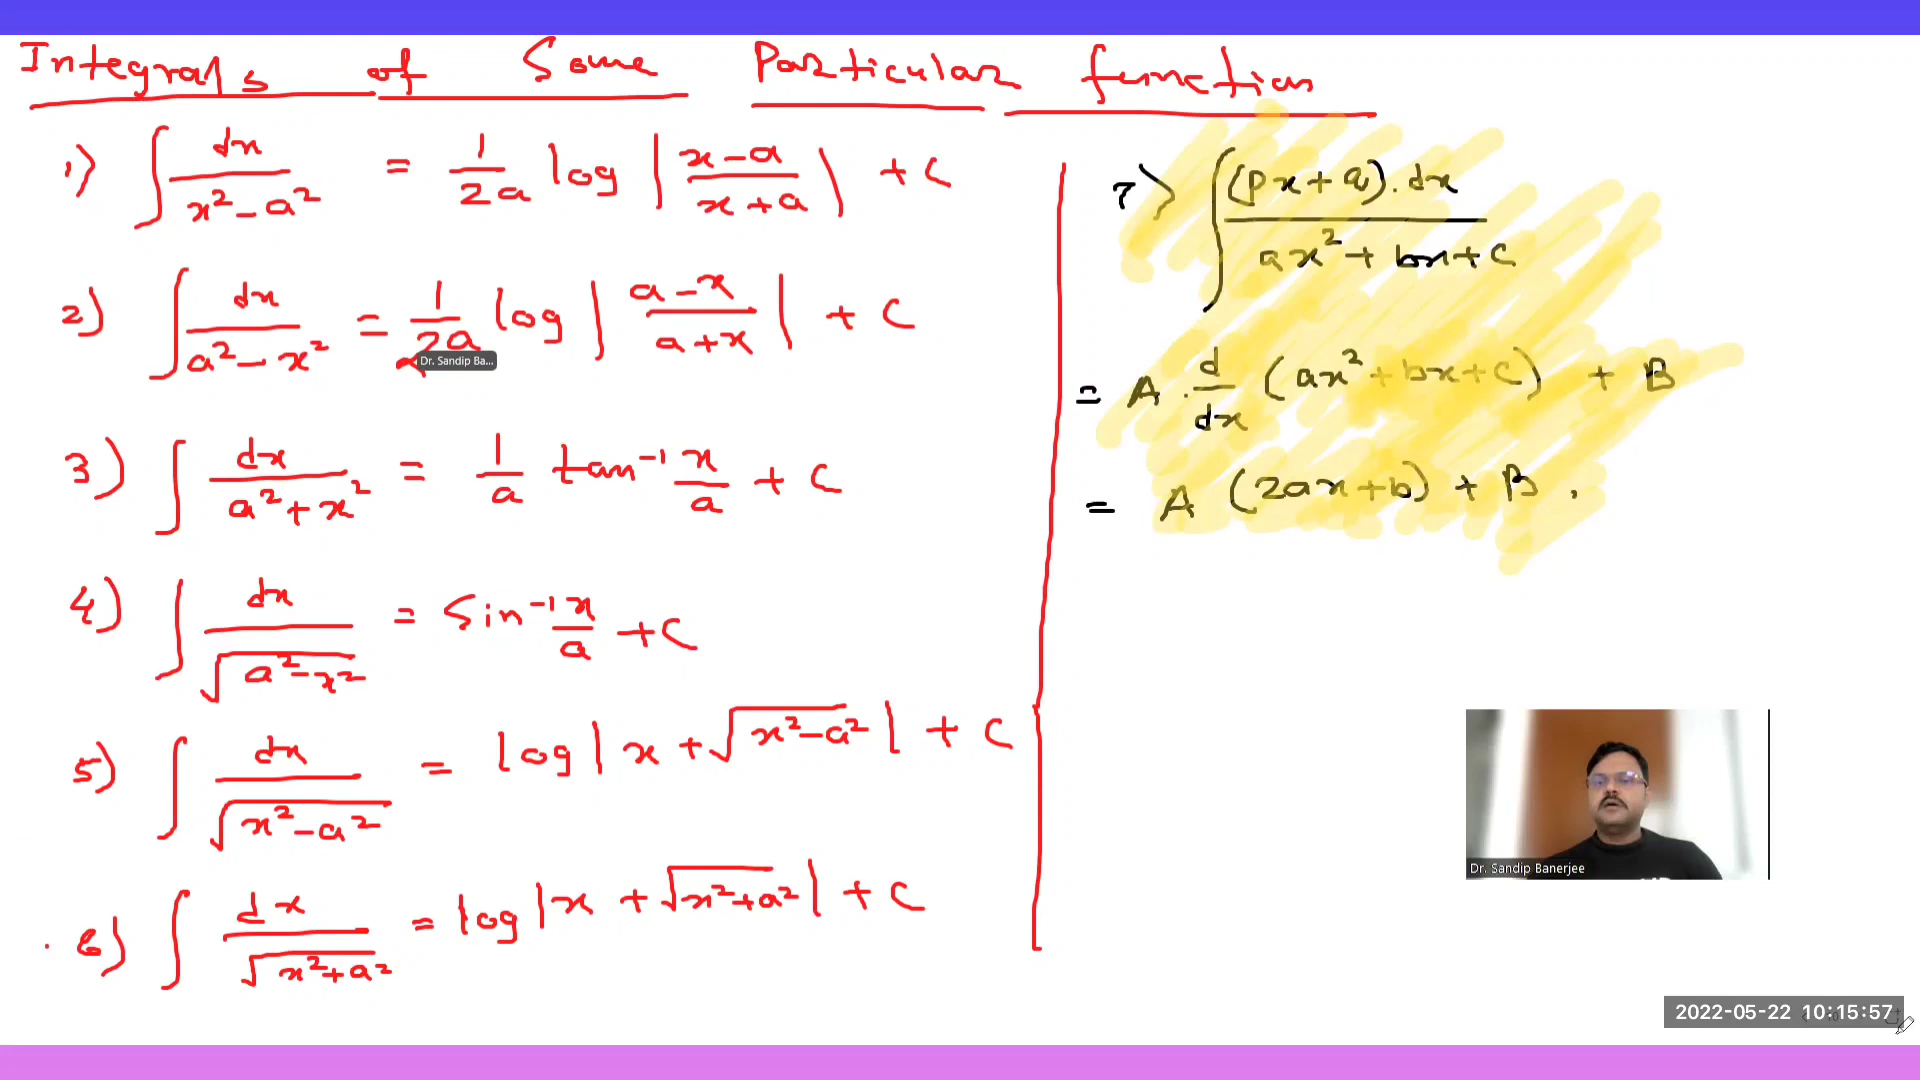 Integrals of Some Particular function
1) ∫ dx / (x² - a²) = 1/2a log | (x - a) / (x + a) | + C
2) ∫ dx / (a² - x²) = 1/2a log | (a - x) / (a + x) | + C
Dr. Sandip Ba...
3) ∫ dx / (a² + x²) = 1/a tan⁻¹ x/a + C
4) ∫ dx / √(a² - x²) = Sin⁻¹ x/a + C
5) ∫ dx / √(x² - a²) = log | x + √(x² - a²) | + C
6) ∫ dx / √(x² + a²) = log | x + √(x² + a²) | + C
7) ∫ (px + q). dx / (ax² + bx + C)
= A . d/dx (ax² + bx + C) + B
= A (2ax + b) + B .
Dr. Sandip Banerjee
2022-05-22 10:15:57